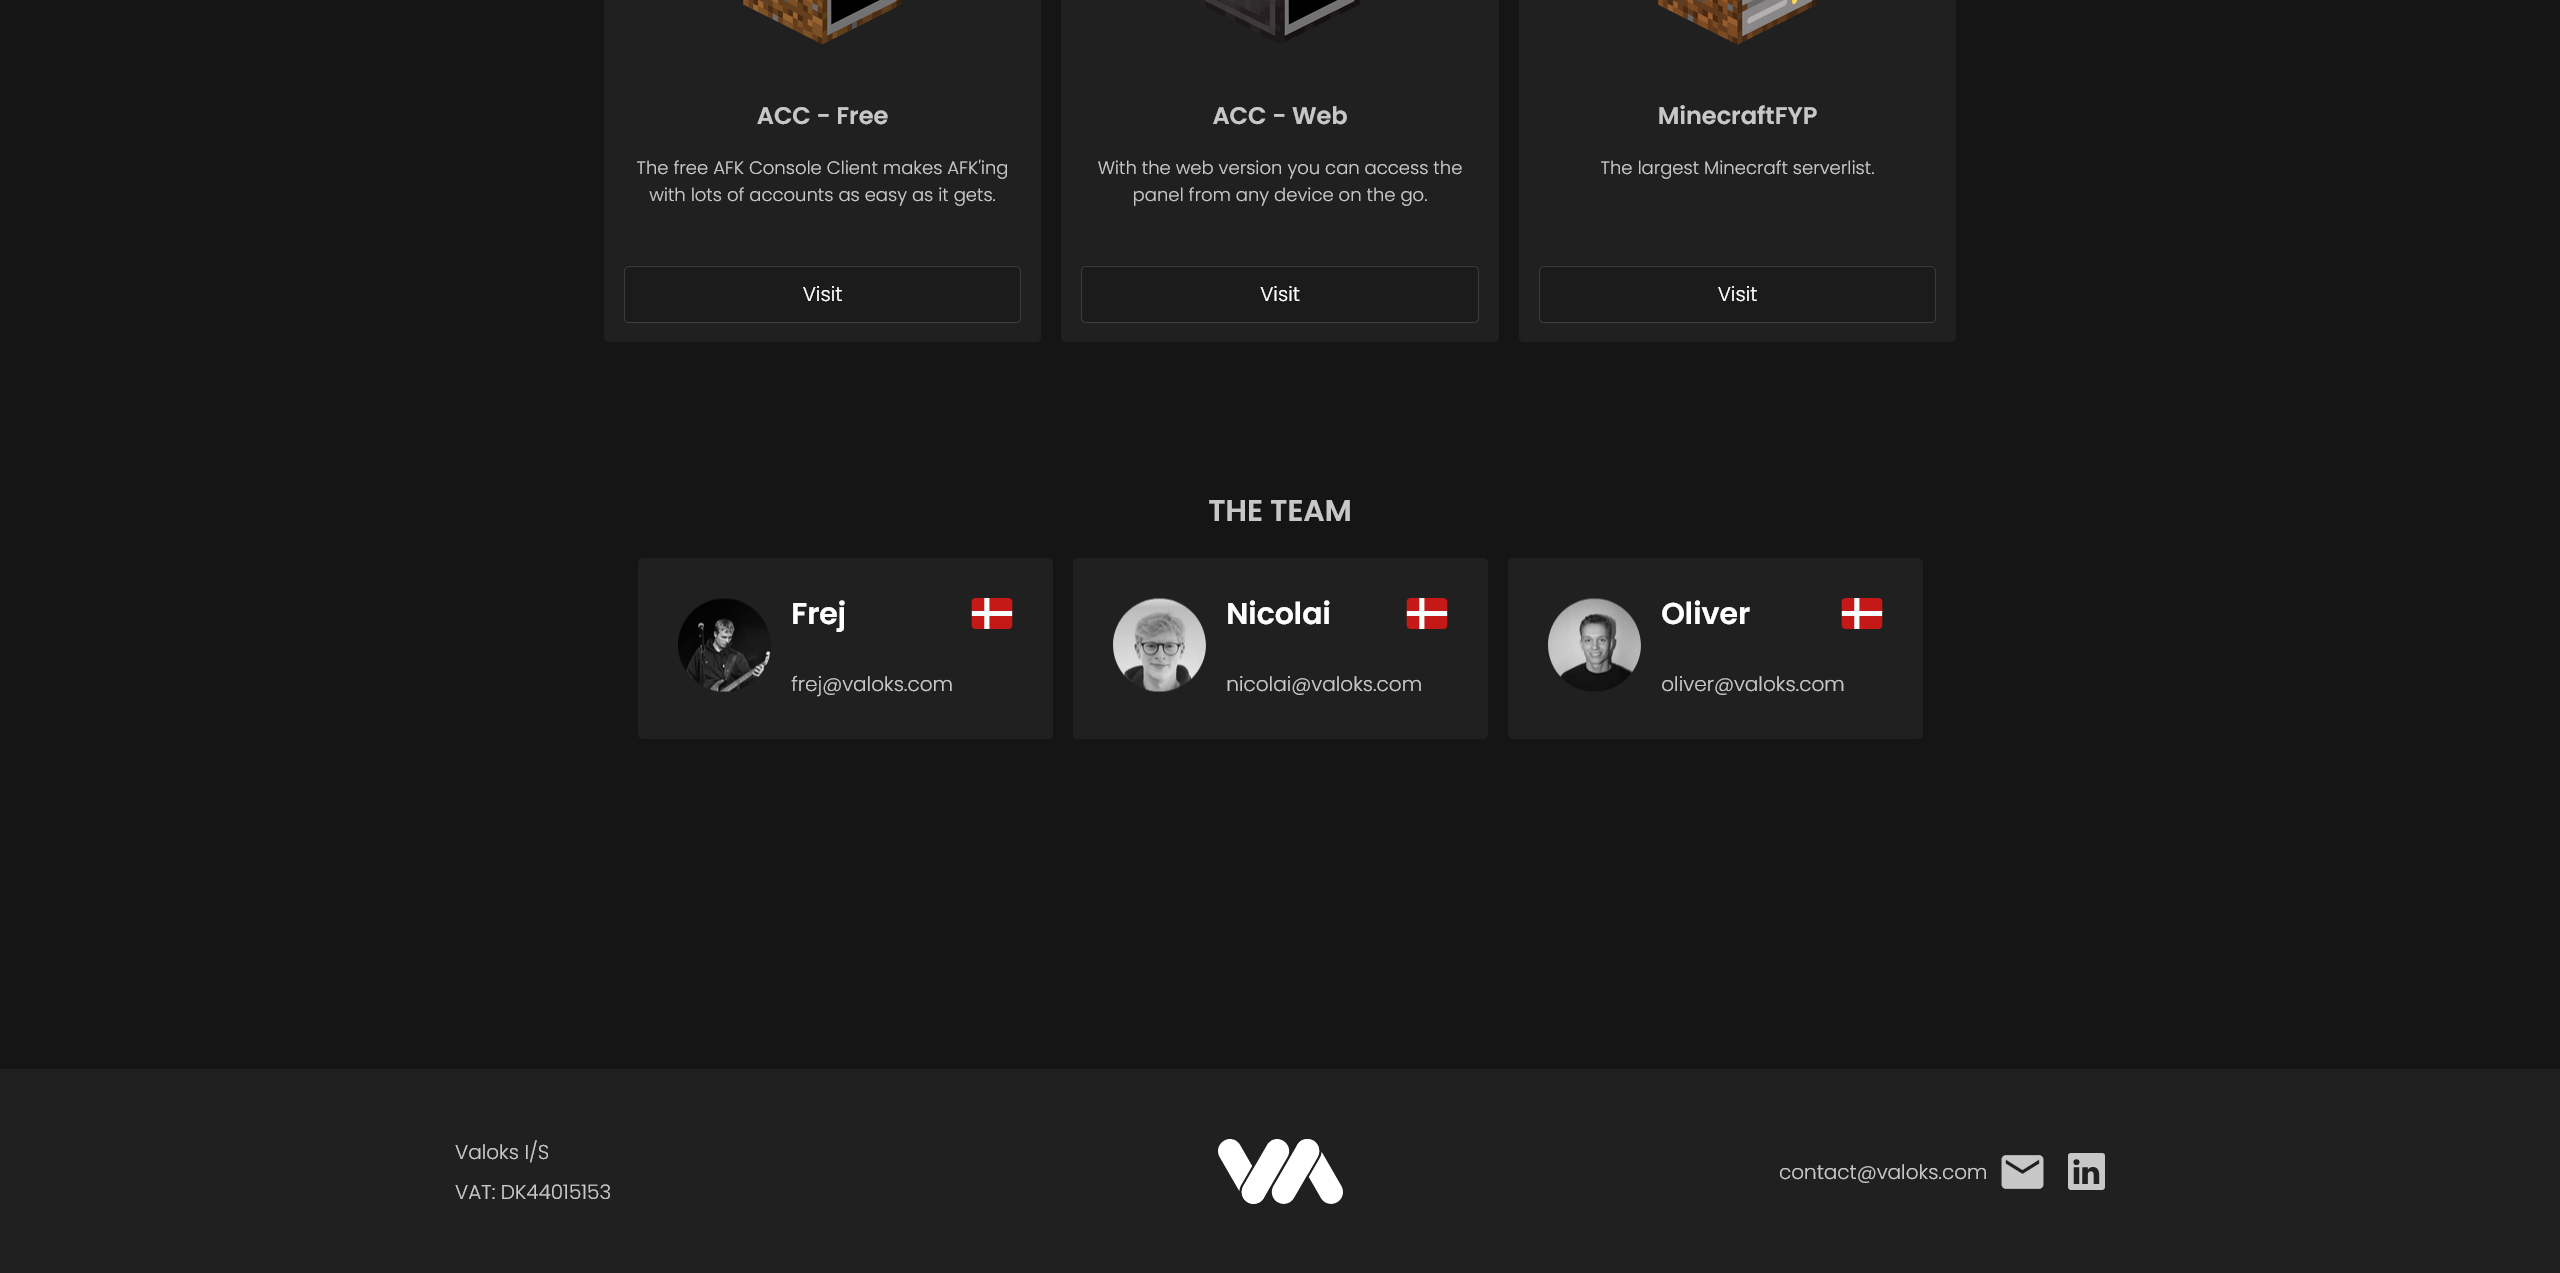 ACC - Free
The free AFK Console Client makes AFK'ing
with lots of accounts as easy as it gets.
Visit
ACC - Web
With the web version you can access the
panel from any device on the go.
Visit
MinecraftFYP
The largest Minecraft serverlist.
Visit
THE TEAM
Frej
frej@valoks.com
Nicolai
nicolai@valoks.com
Oliver
oliver@valoks.com
Valoks I/S
VAT: DK44015153
contact@valoks.com
in